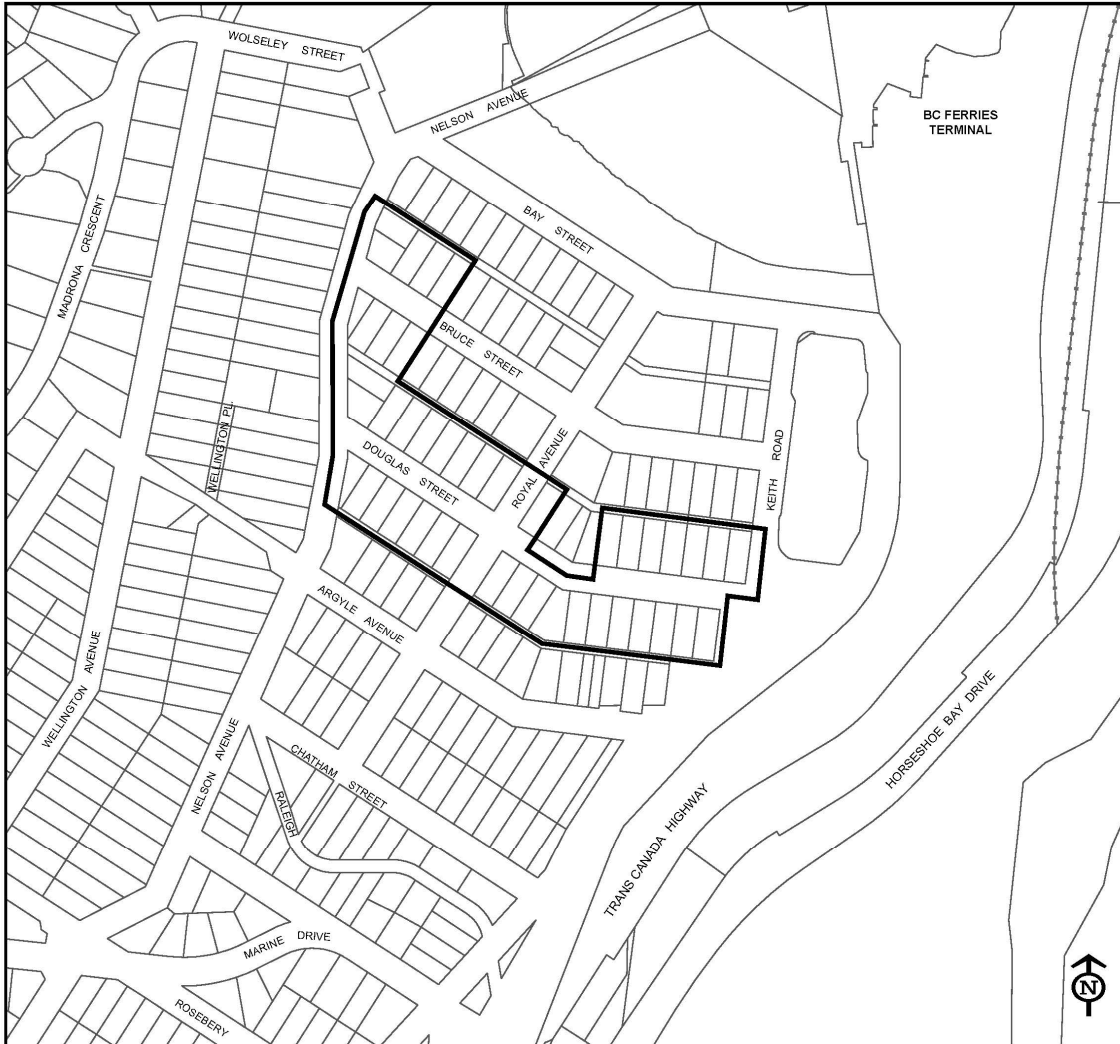 WOLSELEY STREET
NELSON AVENUE
BC FERRIES
TERMINAL
MADRONA CRESCENT
BAY STREET
BRUCE STREET
WELLINGTON PL.
DOUGLAS STREET
ROYAL AVENUE
KEITH ROAD
ARGYLE AVENUE
WELLINGTON AVENUE
NELSON AVENUE
CHATHAM STREET
RALEIGH
HORSESHOE BAY DRIVE
TRANS CANADA HIGHWAY
MARINE DRIVE
ROSEBERY
N